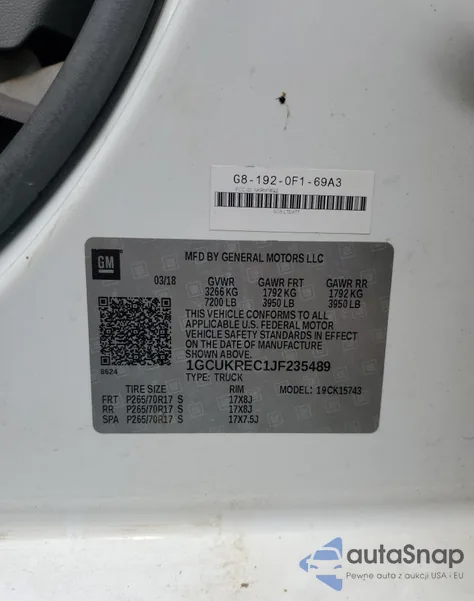 G8-192-0F1-69A3
GM
MFD BY GENERAL MOTORS LLC
03/18 GVWR GAWR FRT GAWR RR
3266 KG 1792 KG 1792 KG
7200 LB 3950 LB 3950 LB
THIS VEHICLE CONFORMS TO ALL
APPLICABLE U.S. FEDERAL MOTOR
VEHICLE SAFETY STANDARDS IN EFFECT
ON THE DATE OF MANUFACTURE
SHOWN ABOVE.
1GCUKREC1JF235489
8624
TYPE: TRUCK
TIRE SIZE RIM MODEL: 19CK15743
FRT P265/70R17 S 17X8J
RR P265/70R17 S 17X8J
SPA P265/70R17 S 17X7.5J
autoSnap
Pewne auto z aukcji USA i EU